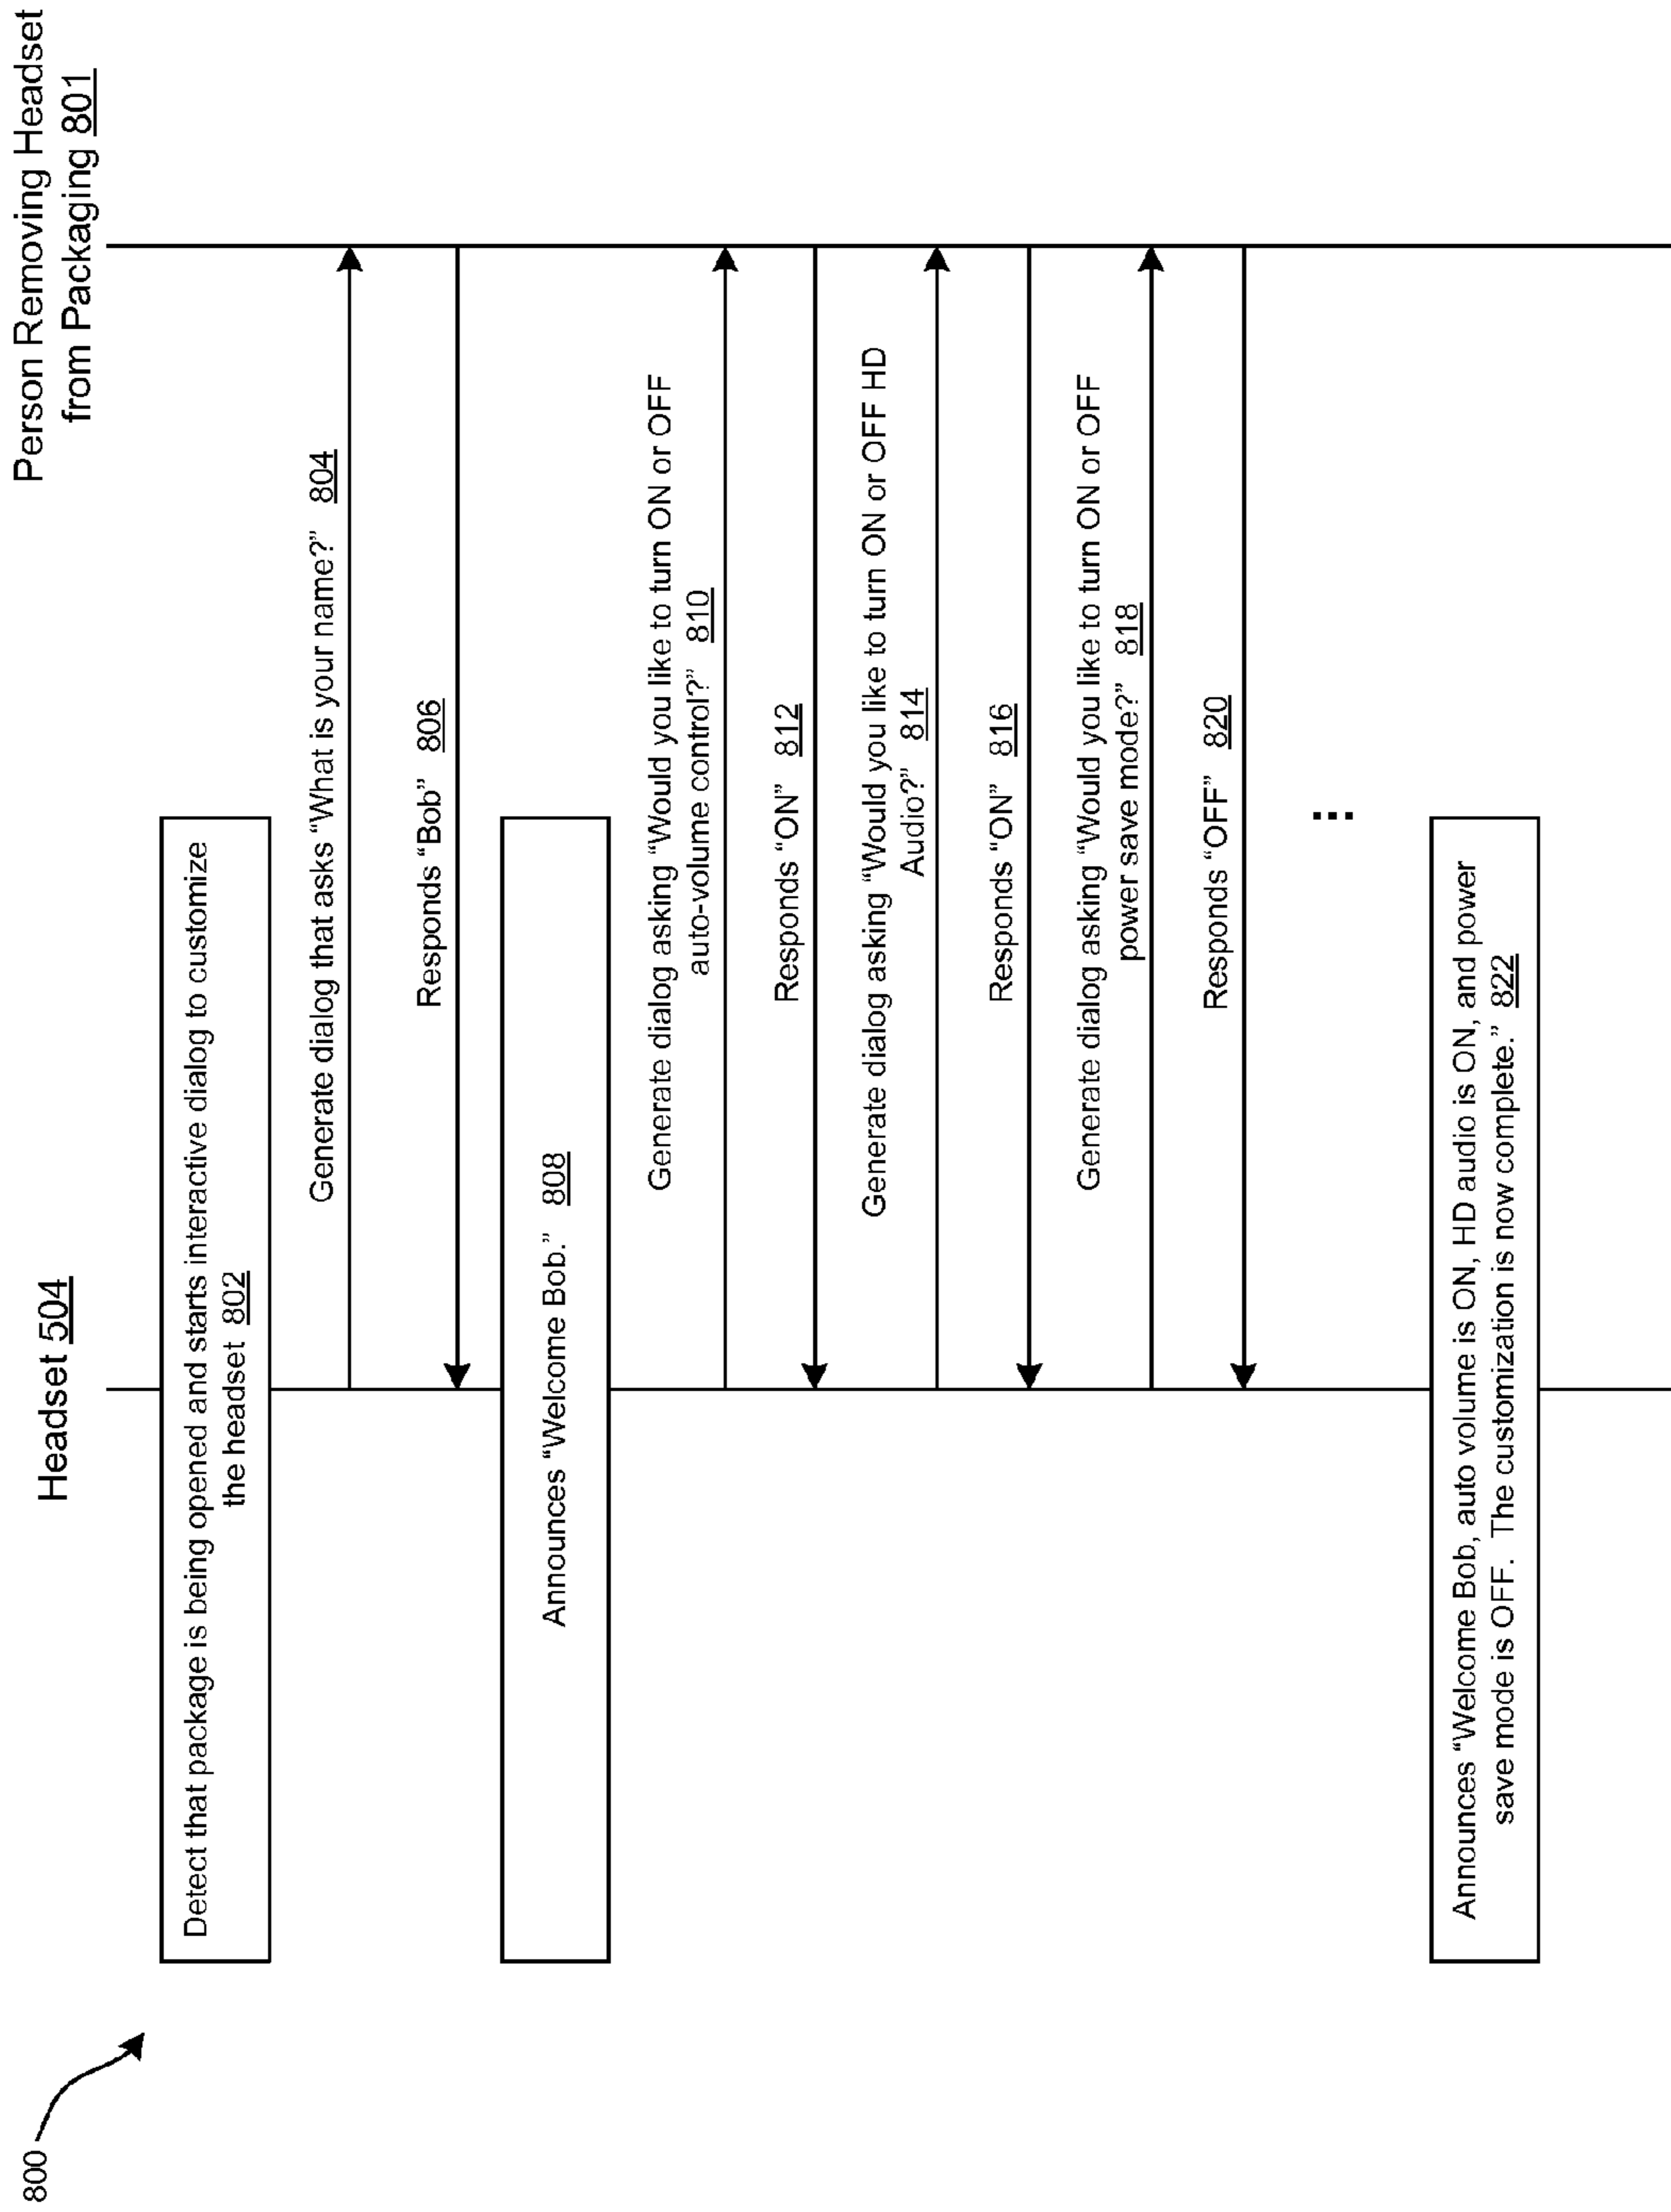 800
Headset 504
Person Removing Headset
from Packaging 801
Detect that package is being opened and starts interactive dialog to customize
the headset 802
Generate dialog that asks “What is your name?” 804
Responds “Bob” 806
Announces “Welcome Bob.” 808
Generate dialog asking “Would you like to turn ON or OFF
auto-volume control?” 810
Responds “ON” 812
Generate dialog asking “Would you like to turn ON or OFF HD
Audio?” 814
Responds “ON” 816
Generate dialog asking “Would you like to turn ON or OFF
power save mode?” 818
Responds “OFF” 820
...
Announces “Welcome Bob, auto volume is ON, HD audio is ON, and power
save mode is OFF. The customization is now complete.” 822